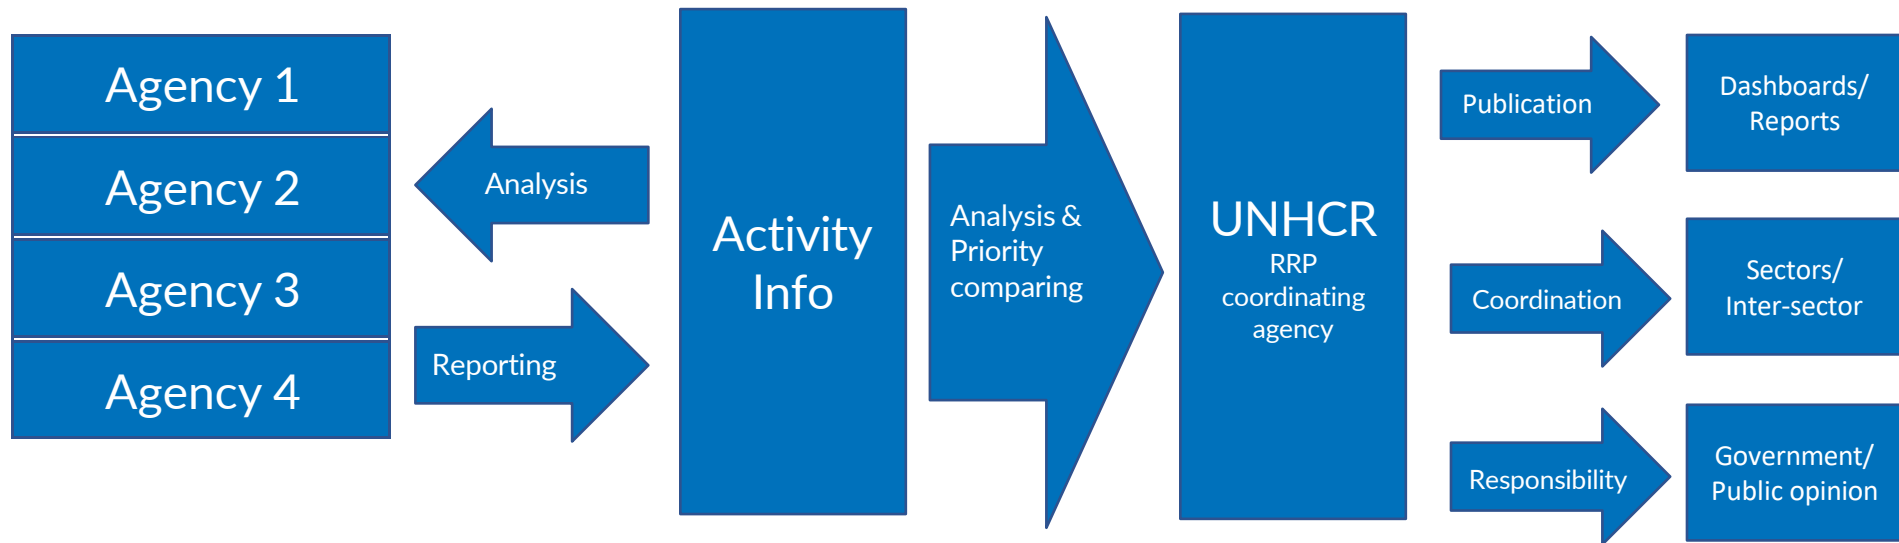 Agency 1
Agency 2
Agency 3
Agency 4
Analysis
Reporting
Activity
Info
Analysis &
Priority
comparing
UNHCR
RRP
coordinating
agency
Publication
Coordination
Responsibility
Dashboards/
Reports
Sectors/
Inter-sector
Government/
Public opinion